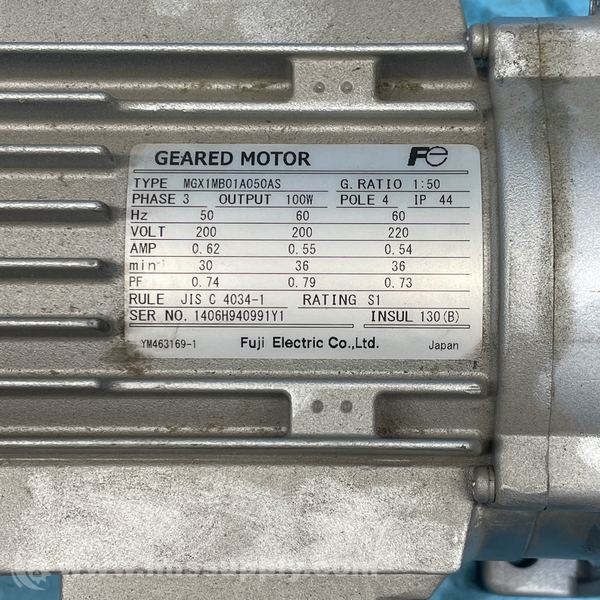 GEARED MOTOR Fe
TYPE MGX1MB01A050AS G.RATIO 1:50
PHASE 3 OUTPUT 100W POLE 4 IP 44
Hz 50 60 60
VOLT 200 200 220
AMP 0.62 0.55 0.54
min⁻¹ 30 36 36
PF 0.74 0.79 0.73
RULE JIS C 4034-1 RATING S1
SER NO. 1406H940991Y1 INSUL 130(B)
YM463169-1 Fuji Electric Co.,Ltd. Japan